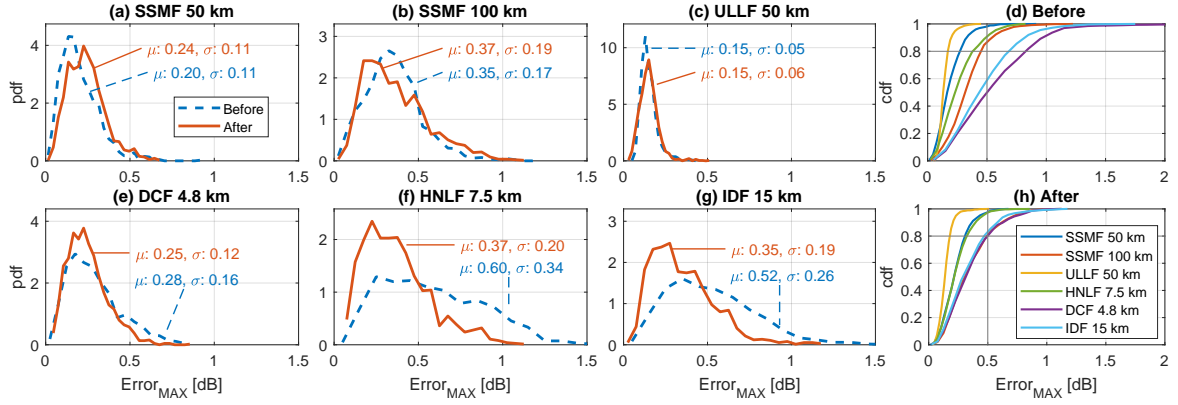 (a) SSMF 50 km
(b) SSMF 100 km
(c) ULLF 50 km
(d) Before
pdf
4
2
0
μ: 0.24, σ: 0.11
μ: 0.20, σ: 0.11
Before
After
0
0.5
1
1.5
3
2
1
0
μ: 0.37, σ: 0.19
μ: 0.35, σ: 0.17
0
0.5
1
1.5
10
5
0
μ: 0.15, σ: 0.05
μ: 0.15, σ: 0.06
0
0.5
1
1.5
cdf
1
0.8
0.6
0.4
0.2
0
0
0.5
1
1.5
2
(e) DCF 4.8 km
(f) HNLF 7.5 km
(g) IDF 15 km
(h) After
pdf
4
2
0
μ: 0.25, σ: 0.12
μ: 0.28, σ: 0.16
0
0.5
1
1.5
Error_MAX [dB]
2
1
0
μ: 0.37, σ: 0.20
μ: 0.60, σ: 0.34
0
0.5
1
1.5
Error_MAX [dB]
3
2
1
0
μ: 0.35, σ: 0.19
μ: 0.52, σ: 0.26
0
0.5
1
1.5
Error_MAX [dB]
cdf
1
0.8
0.6
0.4
0.2
0
SSMF 50 km
SSMF 100 km
ULLF 50 km
HNLF 7.5 km
DCF 4.8 km
IDF 15 km
0
0.5
1
1.5
2
Error_MAX [dB]